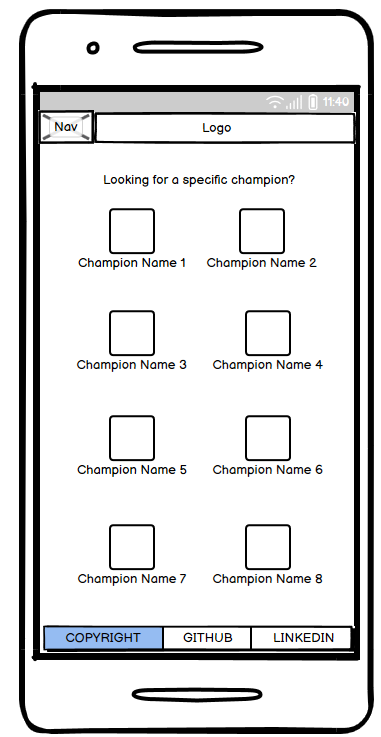 11:40
Nav Logo
Looking for a specific champion?
Champion Name 1 Champion Name 2
Champion Name 3 Champion Name 4
Champion Name 5 Champion Name 6
Champion Name 7 Champion Name 8
COPYRIGHT GITHUB LINKEDIN